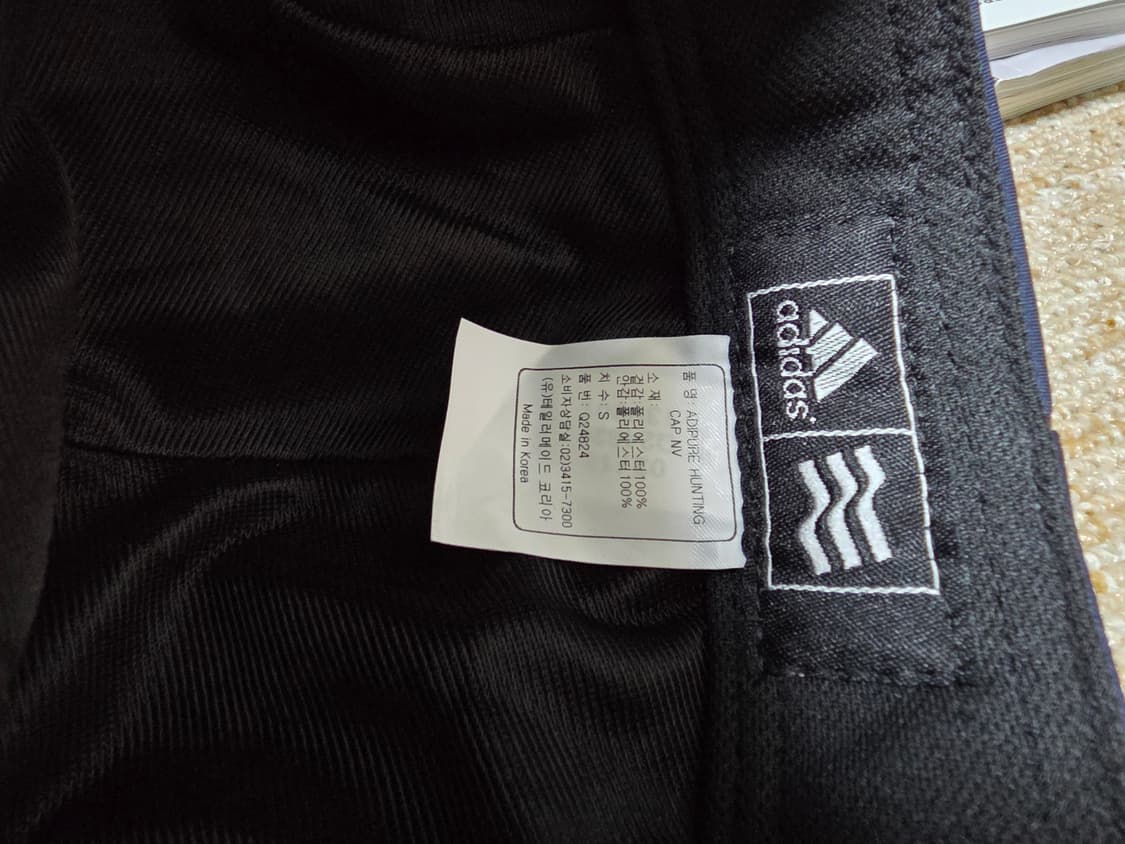 품 명: ADIPURE HUNTING
CAP NV
소 재:
겉감:폴리에스터100%
안감:폴리에스터100%
치 수: S
품 번: Q24824
소비자상담실:02)3415-7300
(유)테일러메이드 코리아
Made in Korea
adidas